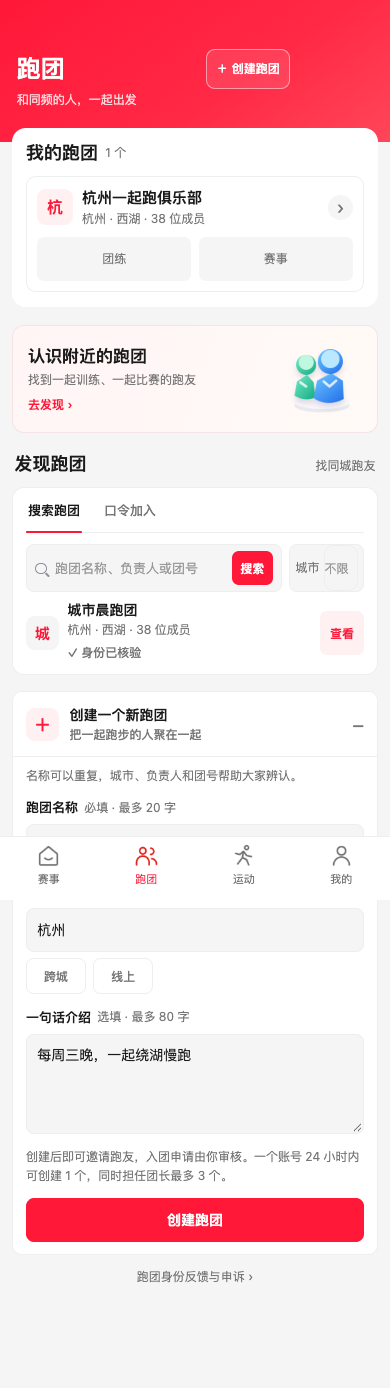 跑团
+ 创建跑团
和同频的人，一起出发
我的跑团 1 个
杭
杭州一起跑俱乐部
杭州 · 西湖 · 38 位成员
团练
赛事
认识附近的跑团
找到一起训练、一起比赛的跑友
去发现 ›
发现跑团
找同城跑友
搜索跑团
口令加入
跑团名称、负责人或团号
搜索
城市 不限
城
城市晨跑团
杭州 · 西湖 · 38 位成员
✓ 身份已核验
查看
创建一个新跑团
把一起跑步的人聚在一起
名称可以重复，城市、负责人和团号帮助大家辨认。
跑团名称 必填 · 最多 20 字
赛事
跑团
运动
我的
杭州
跨城
线上
一句话介绍 选填 · 最多 80 字
每周三晚，一起绕湖慢跑
创建后即可邀请跑友，入团申请由你审核。一个账号 24 小时内
可创建 1 个，同时担任团长最多 3 个。
创建跑团
跑团身份反馈与申诉 ›